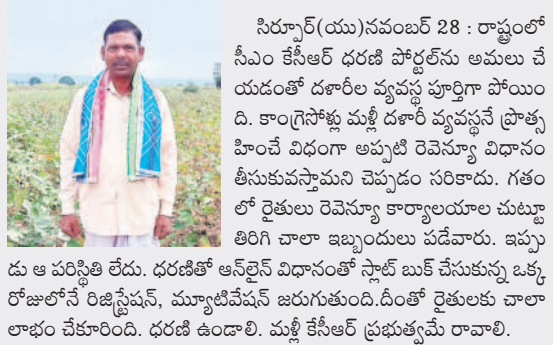 సిర్పూర్(యు)నవంబర్ 28 : రాష్ట్రంలో
సీఎం కేసీఆర్ ధరణి పోర్టల్‌ను అమలు చే
యడంతో దళారీల వ్యవస్థ పూర్తిగా పోయిం
ది. కాంగ్రెసోళ్లు మళ్లీ దళారీ వ్యవస్థనే ప్రొత్స
హించే విధంగా అప్పటి రెవెన్యూ విధానం
తీసుకువస్తామని చెప్పడం సరికాదు. గతం
లో రైతులు రెవెన్యూ కార్యాలయాల చుట్టూ
తిరిగి చాలా ఇబ్బందులు పడేవారు. ఇప్పు
డు ఆ పరిస్థితి లేదు. ధరణితో ఆన్‌లైన్ విధానంతో స్లాట్ బుక్ చేసుకున్న ఒక్క
రోజులోనే రిజిస్ట్రేషన్, మ్యూటివేషన్ జరుగుతుంది.దీంతో రైతులకు చాలా
లాభం చేకూరింది. ధరణి ఉండాలి. మళ్లీ కేసీఆర్ ప్రభుత్వమే రావాలి.